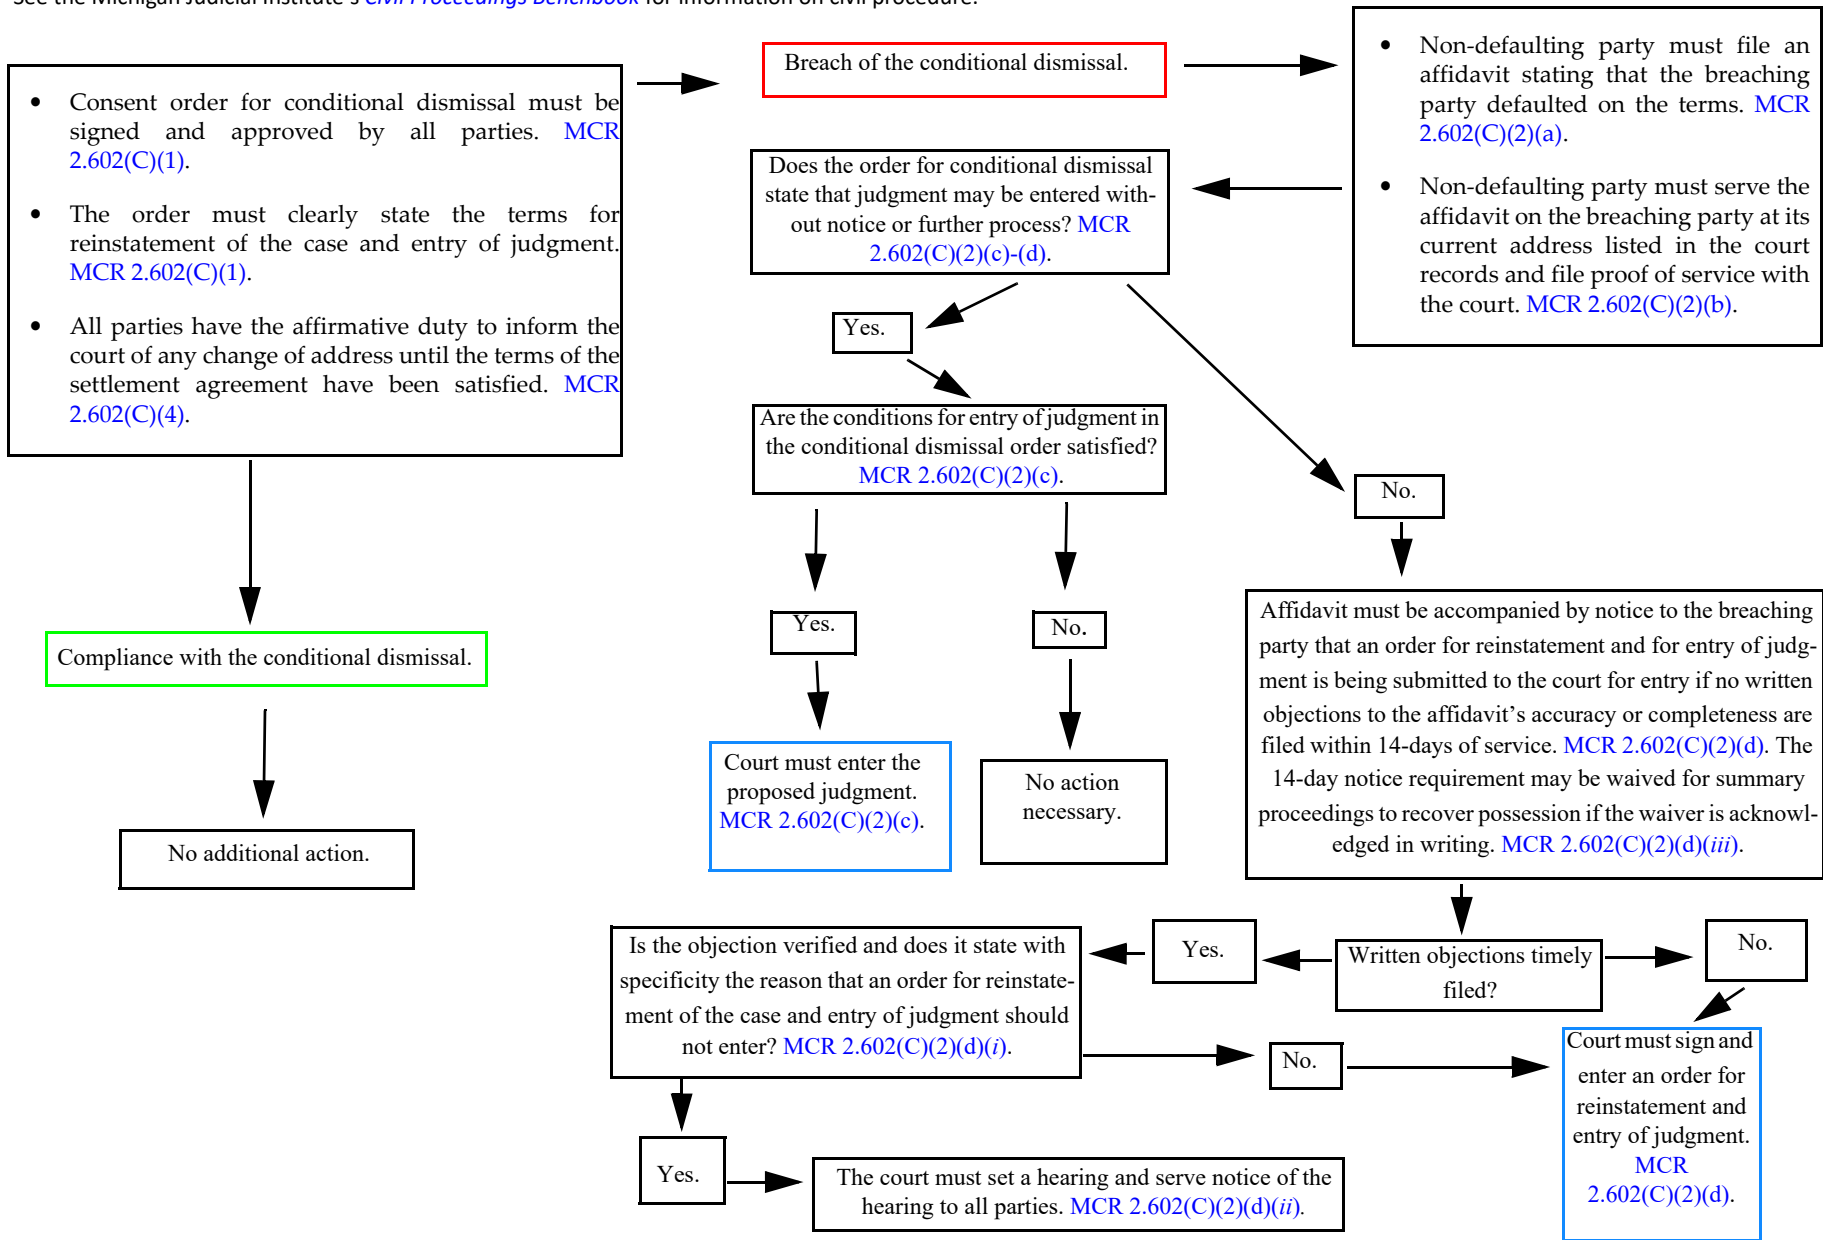 See the Michigan Judicial Institute's Civil Proceedings Benchbook for information on civil procedure.
• Consent order for conditional dismissal must be
signed and approved by all parties. MCR
2.602(C)(1).
• The order must clearly state the terms for
reinstatement of the case and entry of judgment.
MCR 2.602(C)(1).
• All parties have the affirmative duty to inform the
court of any change of address until the terms of the
settlement agreement have been satisfied. MCR
2.602(C)(4).
Breach of the conditional dismissal.
• Non-defaulting party must file an
affidavit stating that the breaching
party defaulted on the terms. MCR
2.602(C)(2)(a).
• Non-defaulting party must serve the
affidavit on the breaching party at its
current address listed in the court
records and file proof of service with
the court. MCR 2.602(C)(2)(b).
Does the order for conditional dismissal
state that judgment may be entered with-
out notice or further process? MCR
2.602(C)(2)(c)-(d).
Yes.
Are the conditions for entry of judgment in
the conditional dismissal order satisfied?
MCR 2.602(C)(2)(c).
No.
Yes.
No.
Compliance with the conditional dismissal.
No additional action.
Court must enter the
proposed judgment.
MCR 2.602(C)(2)(c).
No action
necessary.
Affidavit must be accompanied by notice to the breaching
party that an order for reinstatement and for entry of judg-
ment is being submitted to the court for entry if no written
objections to the affidavit's accuracy or completeness are
filed within 14-days of service. MCR 2.602(C)(2)(d). The
14-day notice requirement may be waived for summary
proceedings to recover possession if the waiver is acknowl-
edged in writing. MCR 2.602(C)(2)(d)(iii).
Written objections timely
filed?
Yes.
No.
Is the objection verified and does it state with
specificity the reason that an order for reinstate-
ment of the case and entry of judgment should
not enter? MCR 2.602(C)(2)(d)(i).
No.
Court must sign and
enter an order for
reinstatement and
entry of judgment.
MCR
2.602(C)(2)(d).
Yes.
The court must set a hearing and serve notice of the
hearing to all parties. MCR 2.602(C)(2)(d)(ii).